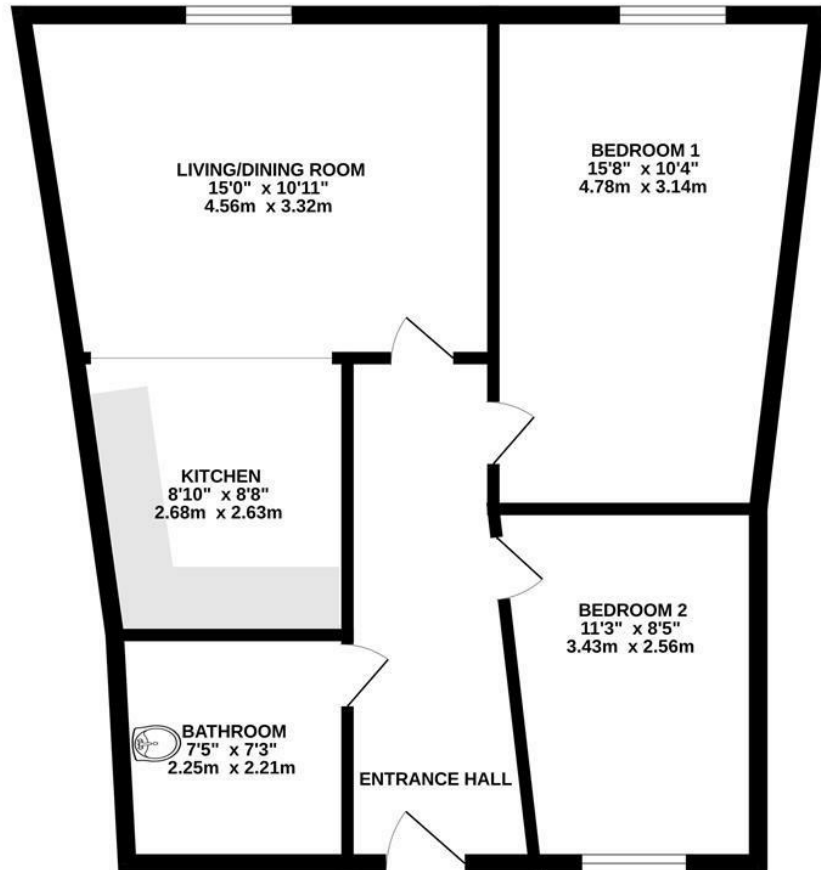 LIVING/DINING ROOM
15'0" x 10'11"
4.56m x 3.32m
BEDROOM 1
15'8" x 10'4"
4.78m x 3.14m
KITCHEN
8'10" x 8'8"
2.68m x 2.63m
BEDROOM 2
11'3" x 8'5"
3.43m x 2.56m
BATHROOM
7'5" x 7'3"
2.25m x 2.21m
ENTRANCE HALL